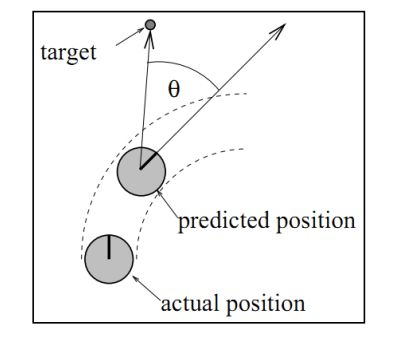 target
θ
predicted position
actual position